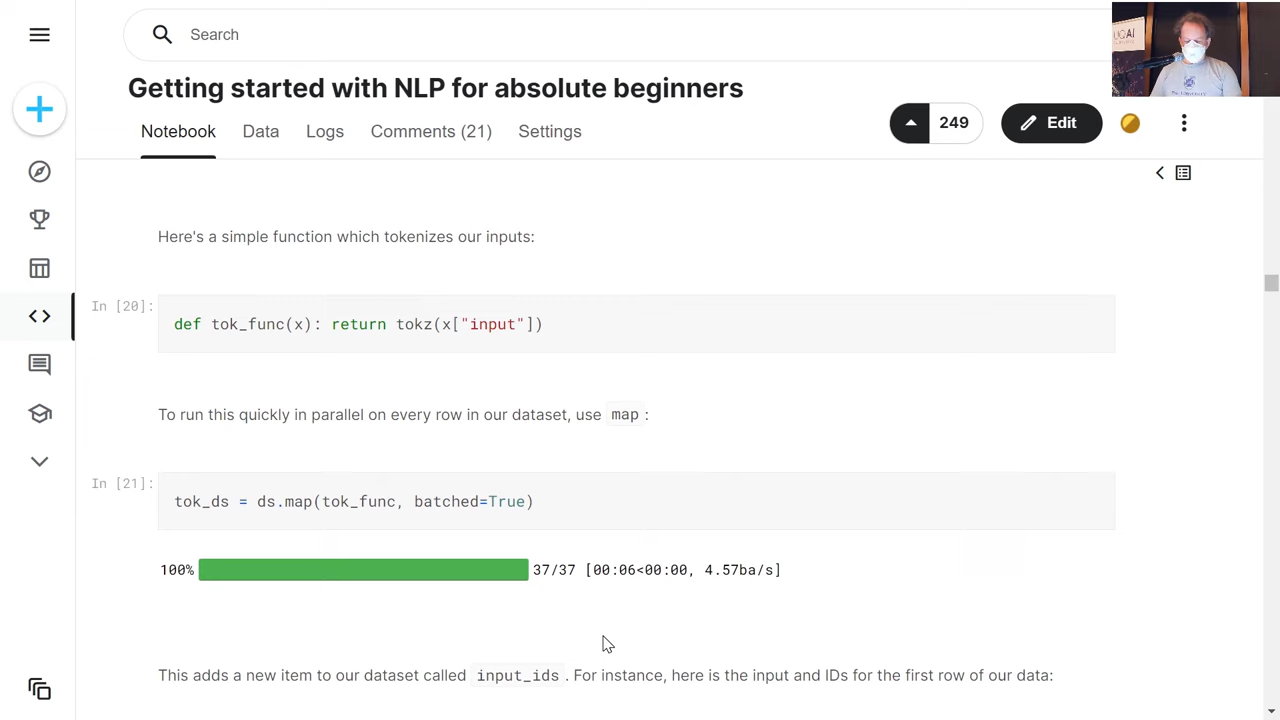 Search
Getting started with NLP for absolute beginners
Notebook
Data
Logs
Comments (21)
Settings
249
Edit
Here's a simple function which tokenizes our inputs:
In [20]:
def tok_func(x): return tokz(x["input"])
To run this quickly in parallel on every row in our dataset, use map :
In [21]:
tok_ds = ds.map(tok_func, batched=True)
100% 37/37 [00:06<00:00, 4.57ba/s]
This adds a new item to our dataset called input_ids . For instance, here is the input and IDs for the first row of our data: